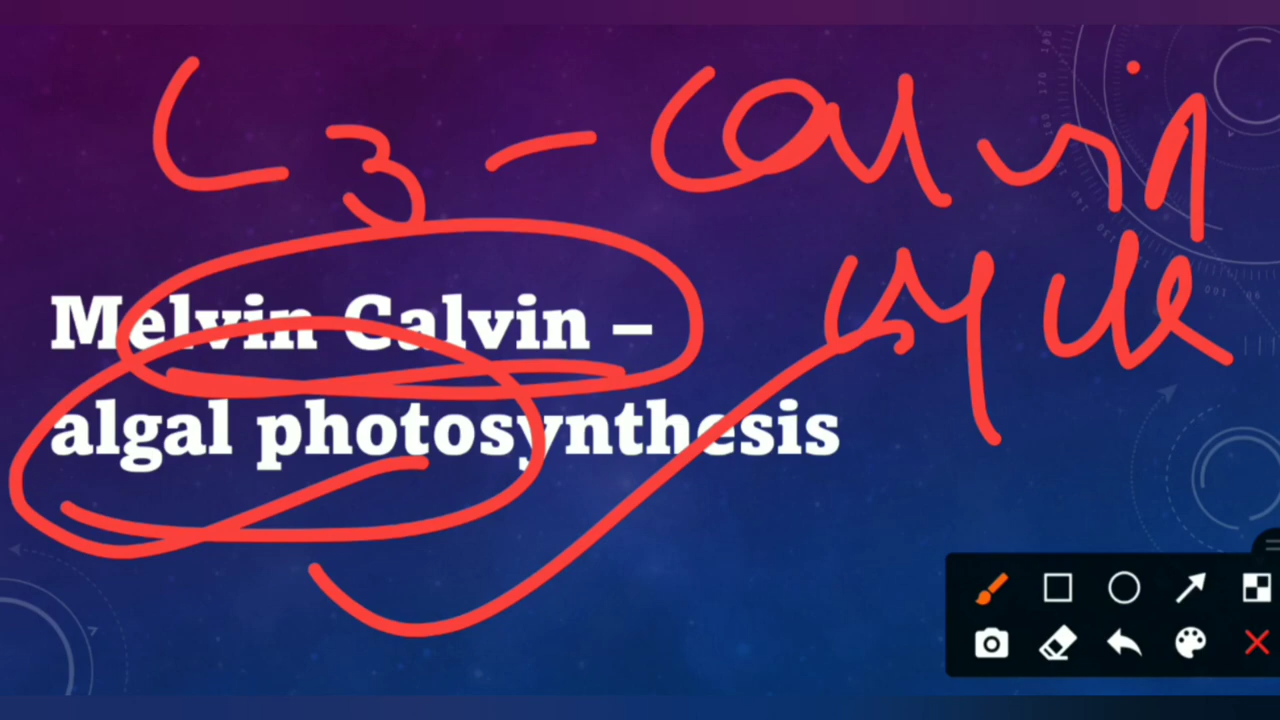 C3 - Calvin
cycle
Melvin Calvin –
algal photosynthesis